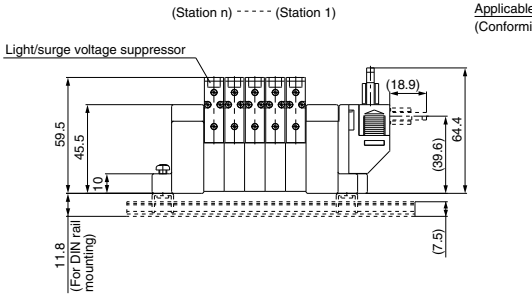 (Station n) ----- (Station 1)
Applicable
(Conformi
Light/surge voltage suppressor
(18.9)
59.5
45.5
10
(39.6)
64.4
11.8
(For DIN rail
mounting)
(7.5)